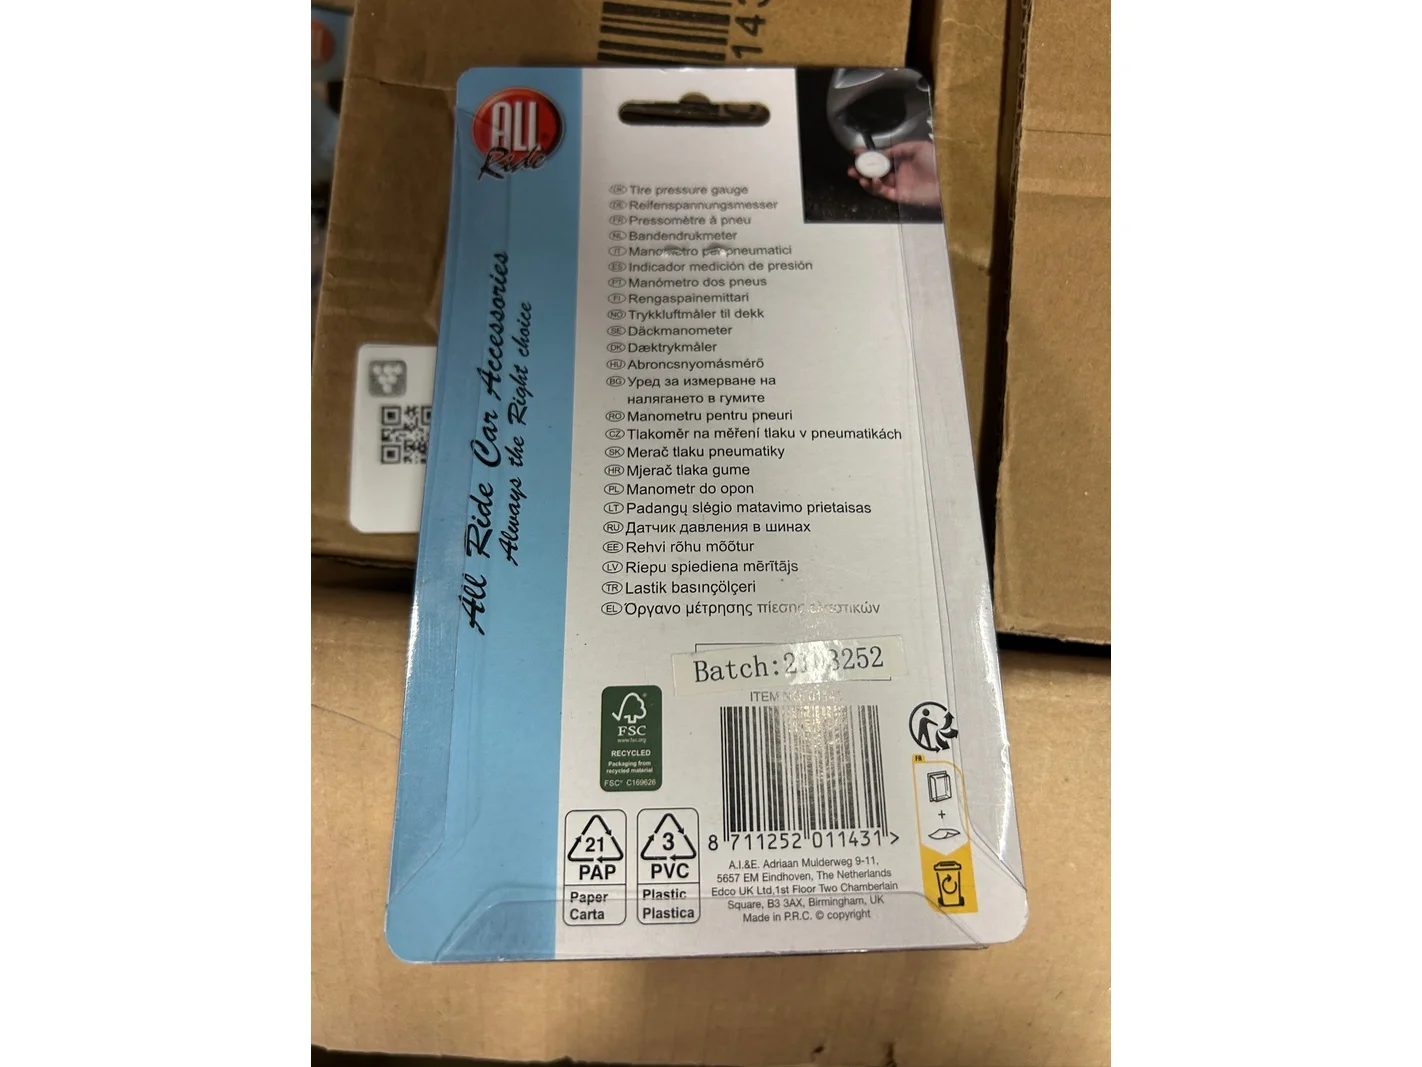 ALL
Ride
All Ride Car Accessories
Always the Right choice
UK Tire pressure gauge
DE Reifenspannungsmesser
FR Pressomètre à pneu
NL Bandendrukmeter
IT Manometro per pneumatici
ES Indicador medición de presión
PT Manómetro dos pneus
FI Rengaspainemittari
NO Trykkluftmåler til dekk
SE Däckmanometer
DK Dæktrykmåler
HU Abroncsnyomásmérő
BG Уред за измерване на
налягането в гумите
RO Manometru pentru pneuri
CZ Tlakoměr na měření tlaku v pneumatikách
SK Merač tlaku pneumatiky
HR Mjerač tlaka gume
PL Manometr do opon
LT Padangų slėgio matavimo prietaisas
RU Датчик давления в шинах
EE Rehvi rõhu mõõtur
LV Riepu spiediena mērītājs
TR Lastik basınçölçeri
EL Όργανο μέτρησης πίεσης ελαστικών
Batch:
ITEM
FSC
www.fsc.org
RECYCLED
Packaging from
recycled material
FSC® C169626
8 711252 011431 >
FR
+
21
PAP
Paper
Carta
3
PVC
Plastic
Plastica
A.I.&E. Adriaan Mulderweg 9-11,
5657 EM Eindhoven, The Netherlands
Edco UK Ltd,1st Floor Two Chamberlain
Square, B3 3AX, Birmingham, UK
Made in P.R.C. © copyright